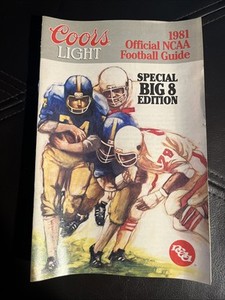 Coors
LIGHT
1981
Official NCAA
Football Guide
SPECIAL
BIG 8
EDITION